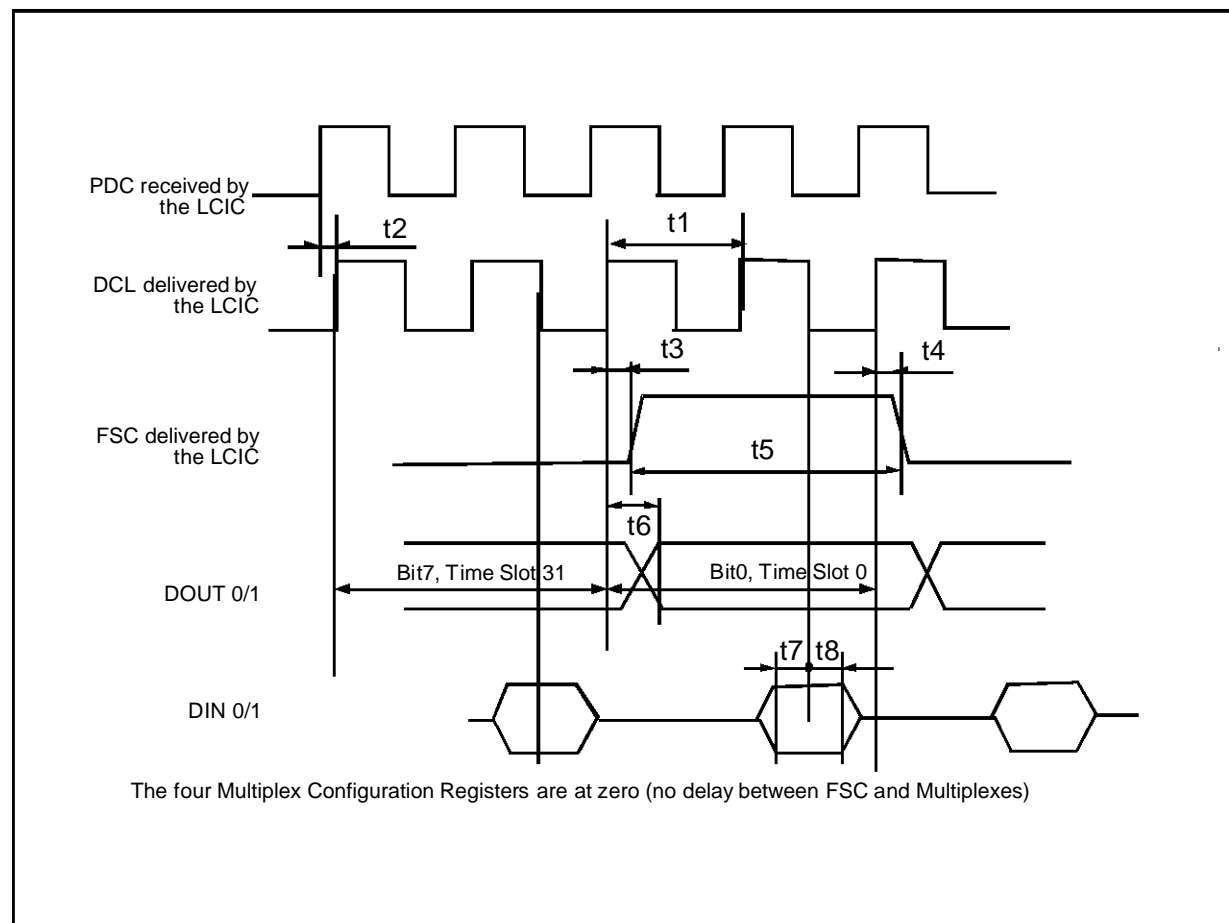 PDC received by
the LCIC
t2
t1
DCL delivered by
the LCIC
t3
t4
FSC delivered by
the LCIC
t5
t6
Bit7, Time Slot 31
Bit0, Time Slot 0
DOUT 0/1
t7
t8
DIN 0/1
The four Multiplex Configuration Registers are at zero (no delay between FSC and Multiplexes)